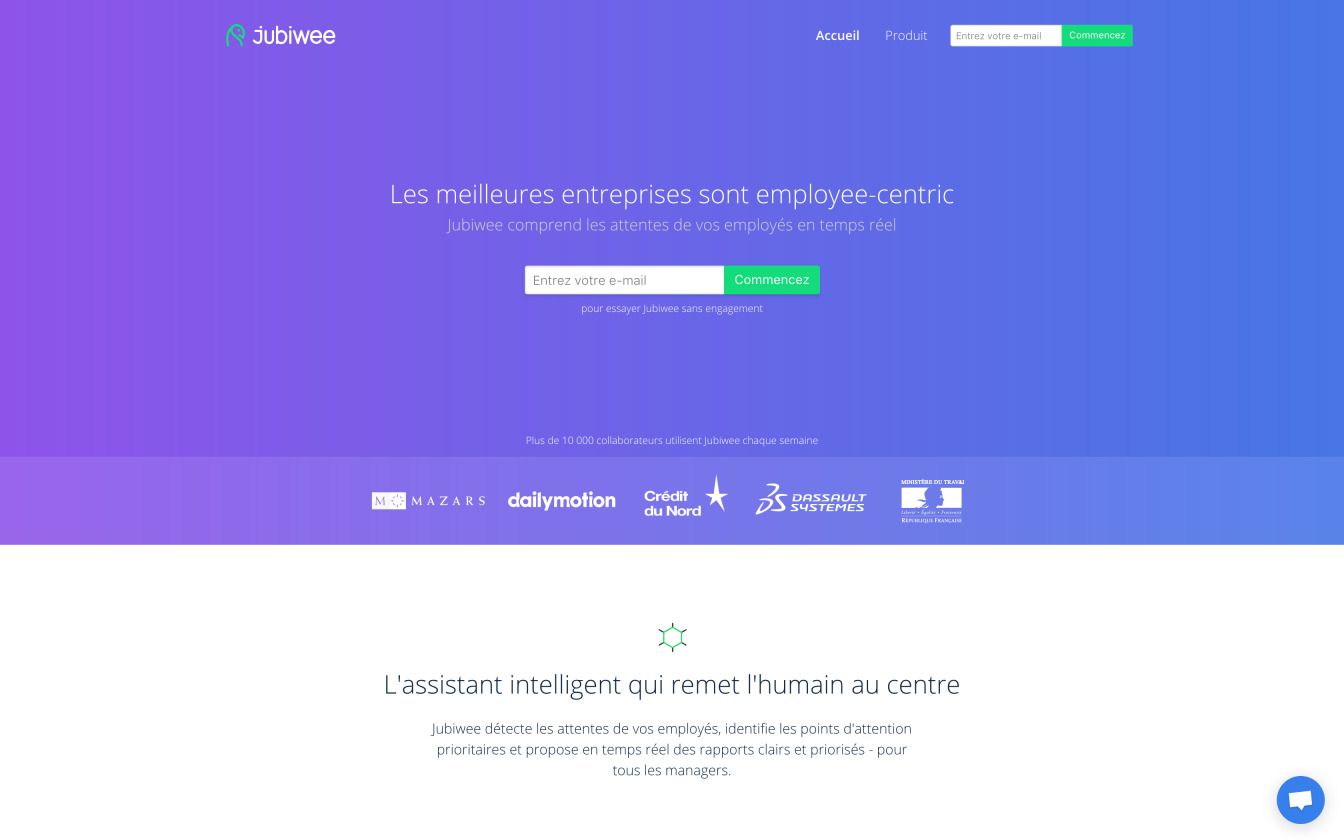 Jubiwee
Accueil
Produit
Entrez votre e-mail
Commencez
Les meilleures entreprises sont employee-centric
Jubiwee comprend les attentes de vos employés en temps réel
Entrez votre e-mail
Commencez
pour essayer Jubiwee sans engagement
Plus de 10 000 collaborateurs utilisent Jubiwee chaque semaine
M MAZARS
dailymotion
Crédit
du Nord
DASSAULT
SYSTEMES
MINISTÈRE DU TRAVAI
Liberté • Égalité • Fraternité
RÉPUBLIQUE FRANÇAISE
L'assistant intelligent qui remet l'humain au centre
Jubiwee détecte les attentes de vos employés, identifie les points d'attention
prioritaires et propose en temps réel des rapports clairs et priorisés - pour
tous les managers.